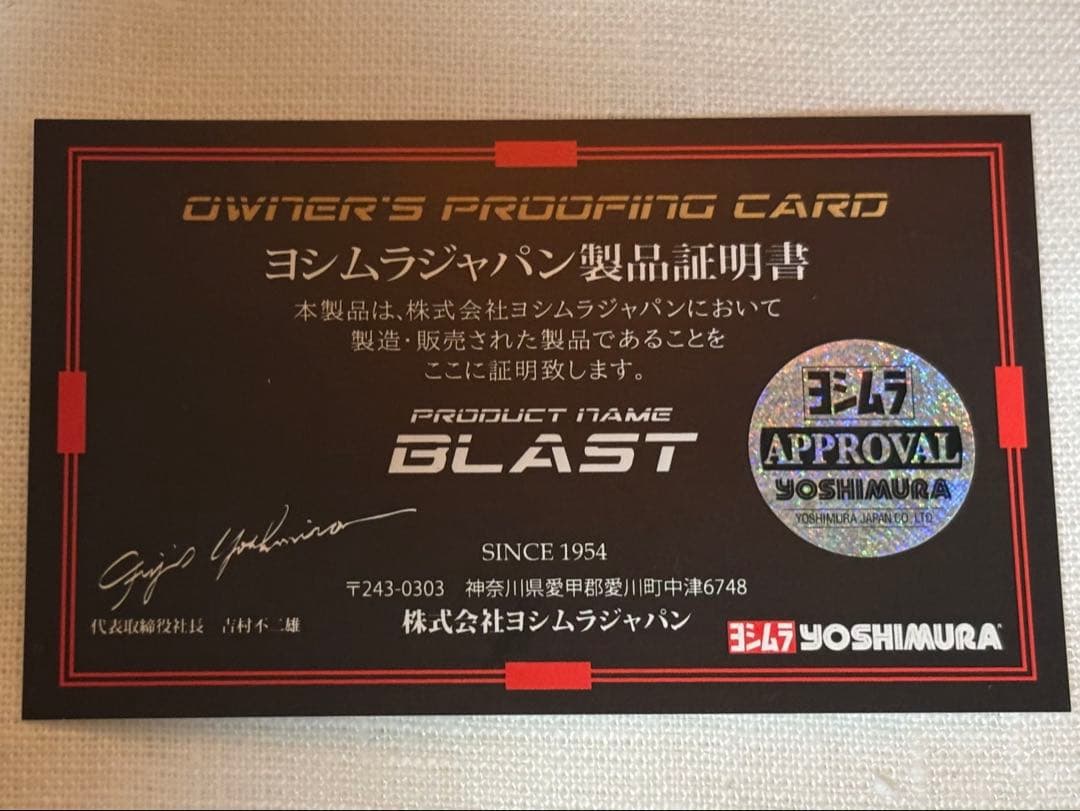 OWNER'S PROOFING CARD
ヨシムラジャパン製品証明書
本製品は、株式会社ヨシムラジャパンにおいて
製造・販売された製品であることを
ここに証明致します。
PRODUCT NAME
BLAST
ヨシムラ
APPROVAL
YOSHIMURA
YOSHIMURA JAPAN CO.,LTD.
Fujio Yoshimura
代表取締役社長 吉村不二雄
SINCE 1954
〒243-0303 神奈川県愛甲郡愛川町中津6748
株式会社ヨシムラジャパン
ヨシムラ YOSHIMURA